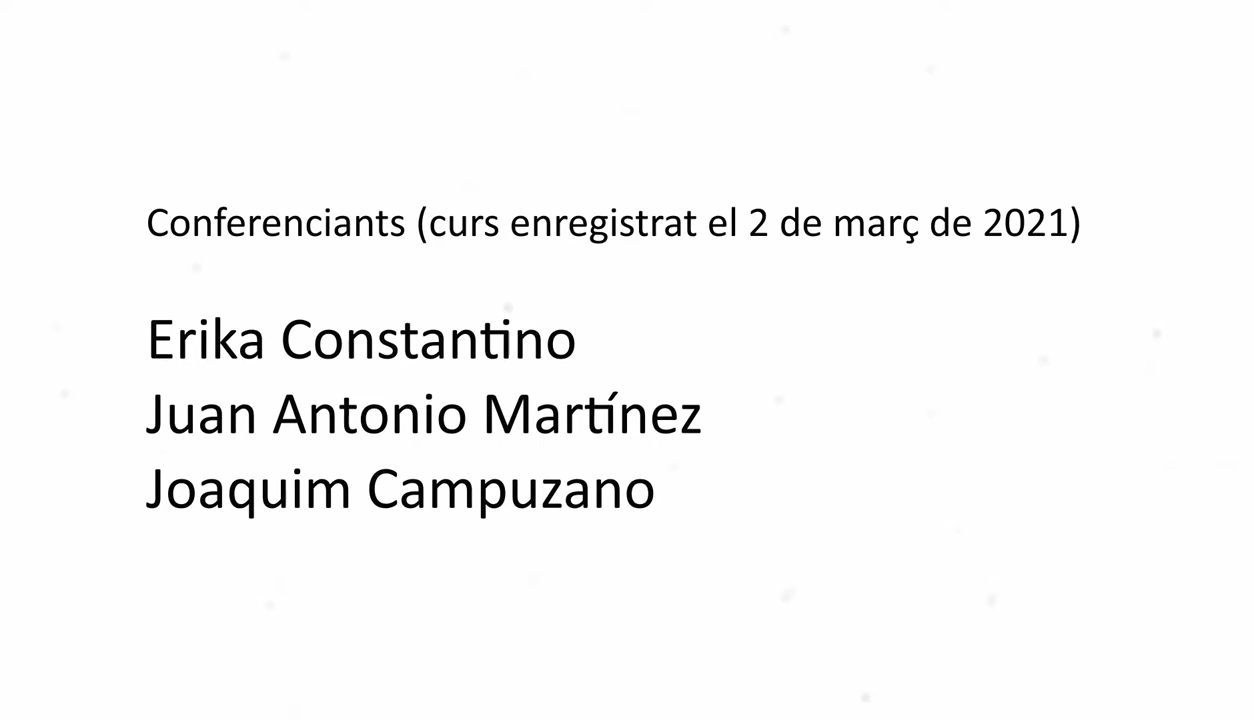 Conferenciants (curs enregistrat el 2 de març de 2021)
Erika Constantino
Juan Antonio Martínez
Joaquim Campuzano